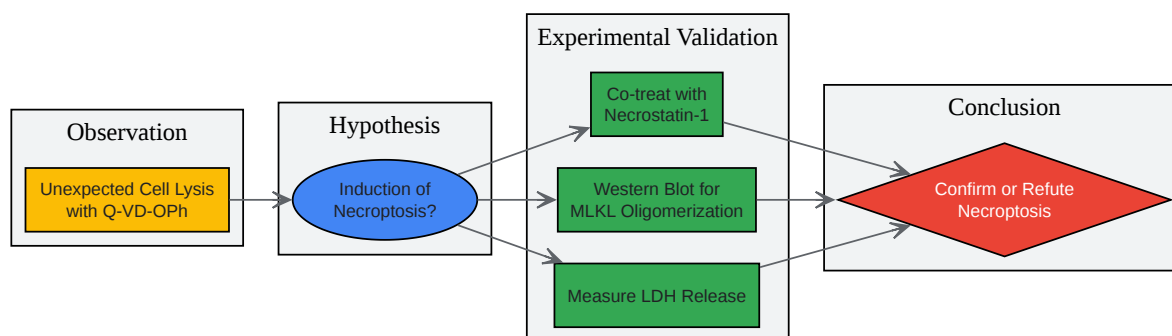 Observation
Unexpected Cell Lysis
with Q-VD-OPh
Hypothesis
Induction of
Necroptosis?
Experimental Validation
Co-treat with
Necrostatin-1
Western Blot for
MLKL Oligomerization
Measure LDH Release
Conclusion
Confirm or Refute
Necroptosis